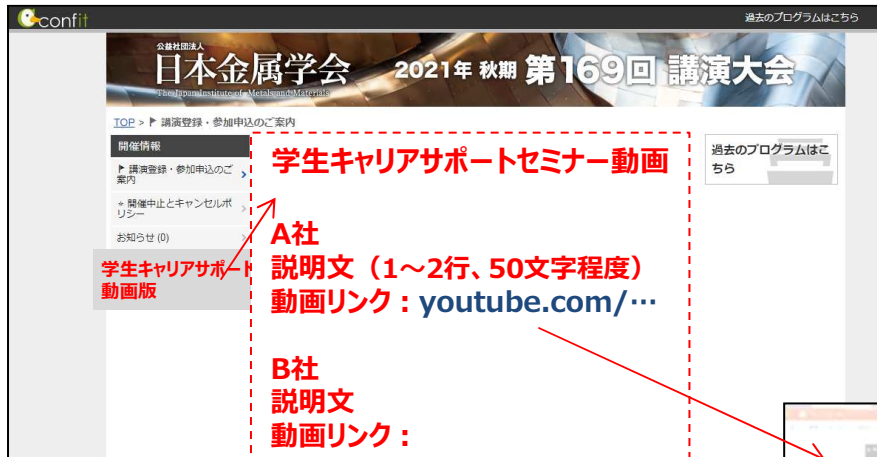 confit
過去のプログラムはこちら
公益社団法人
日本金属学会
The Japan Institute of Metals and Materials
2021年 秋期 第169回 講演大会
TOP > ▶ 講演登録・参加申込のご案内
開催情報
▶ 講演登録・参加申込のご
案内
* 開催中止とキャンセルポ
リシー
お知らせ (0)
学生キャリアサポート
動画版
学生キャリアサポートセミナー動画
A社
説明文（1～2行、50文字程度）
動画リンク：youtube.com/…
B社
説明文
動画リンク：
過去のプログラムはこ
ちら